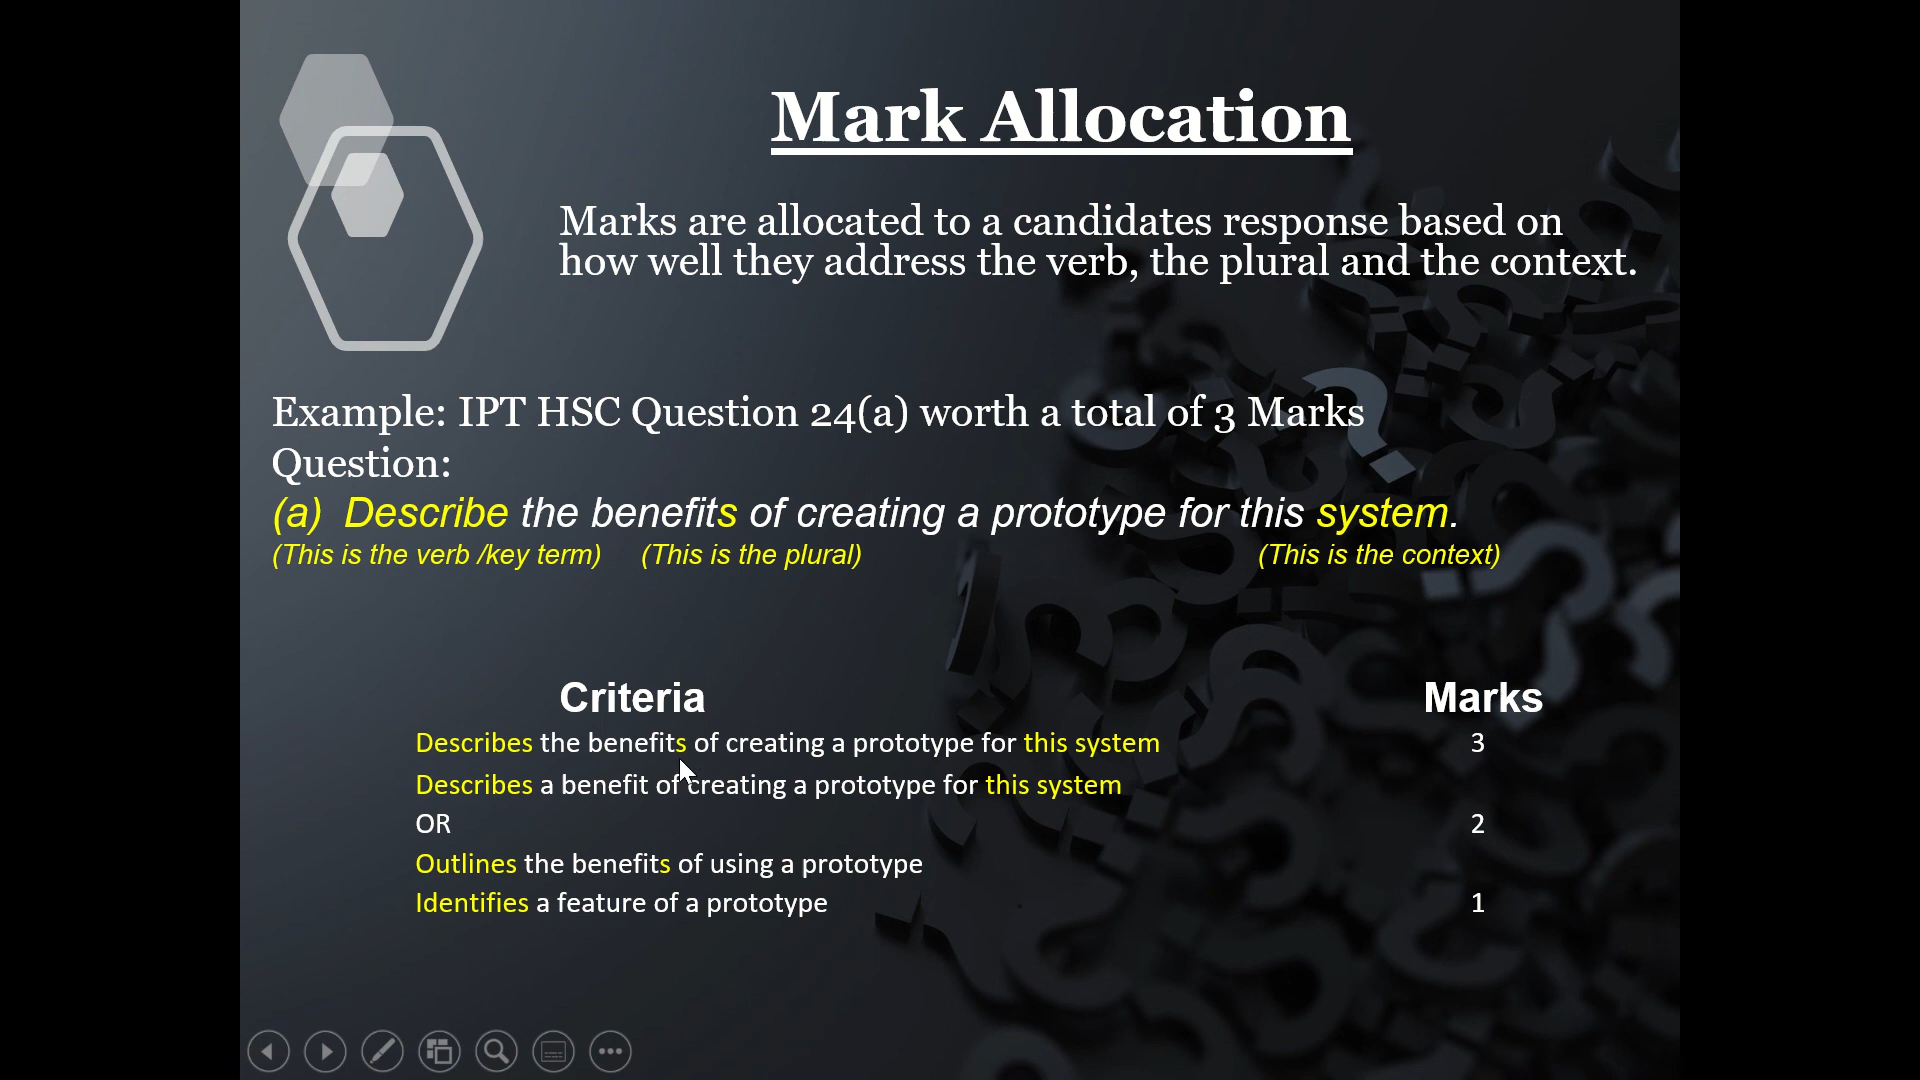 Mark Allocation
Marks are allocated to a candidates response based on
how well they address the verb, the plural and the context.
Example: IPT HSC Question 24(a) worth a total of 3 Marks
Question:
(a) Describe the benefits of creating a prototype for this system.
(This is the verb /key term) (This is the plural) (This is the context)
Criteria Marks
Describes the benefits of creating a prototype for this system 3
Describes a benefit of creating a prototype for this system
OR 2
Outlines the benefits of using a prototype
Identifies a feature of a prototype 1